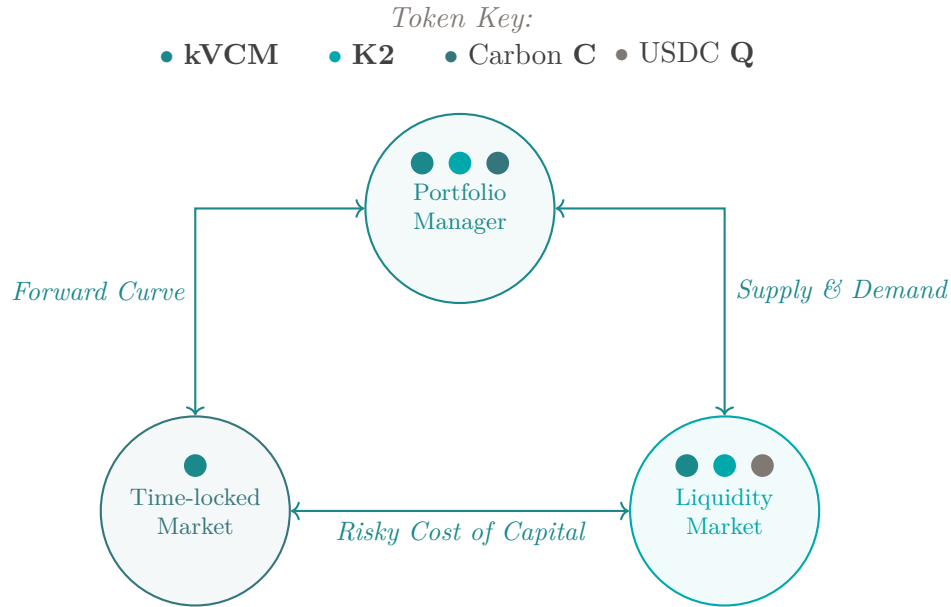 Token Key:
kVCM K2 Carbon C USDC Q
Portfolio
Manager
Forward Curve
Supply & Demand
Time-locked
Market
Liquidity
Market
Risky Cost of Capital